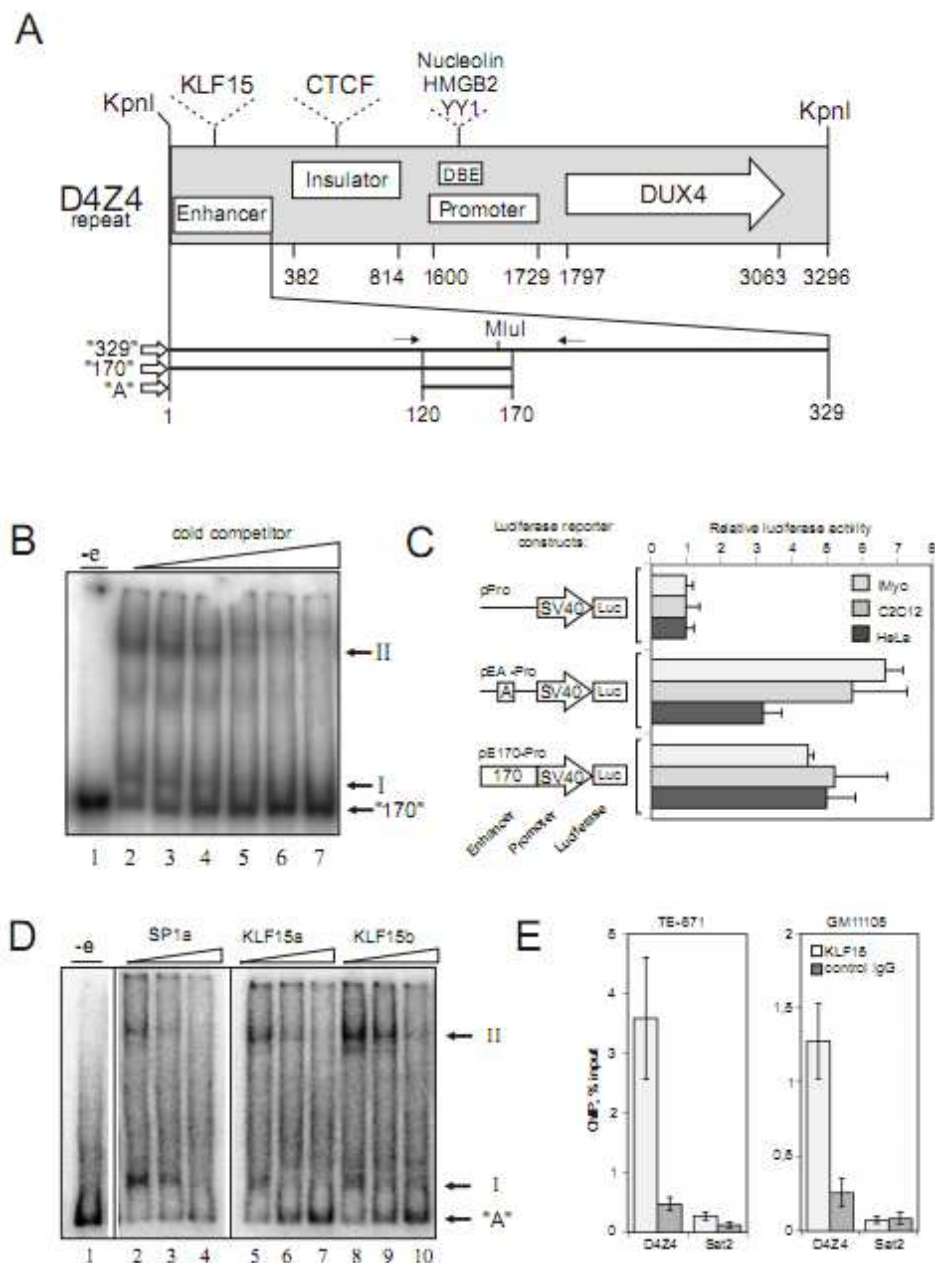 A
KLF15
CTCF
Nucleolin
HMGB2
YY1
KpnI
KpnI
D4Z4
repeat
Enhancer
Insulator
DBE
Promoter
DUX4
382
814
1600
1729
1797
3063
3296
MluI
"329"
"170"
"A"
1
120
170
329
B
cold competitor
-e
II
I
"170"
1 2 3 4 5 6 7
C
Luciferase reporter
constructs:
Relative luciferase activity
0 1 2 3 4 5 6 7 8
pPro
SV40
Luc
iMyo
C2C12
HeLa
pEA-Pro
A
SV40
Luc
pE170-Pro
170
SV40
Luc
Enhancer
Promoter
Luciferase
D
-e
SP1a
KLF15a
KLF15b
II
I
"A"
1 2 3 4 5 6 7 8 9 10
E
TE-671
GM11105
ChIP, % input
5
4
3
2
1
0
D4Z4
Sat2
2
1.5
1
0.5
0
KLF15
control IgG
D4Z4
Sat2